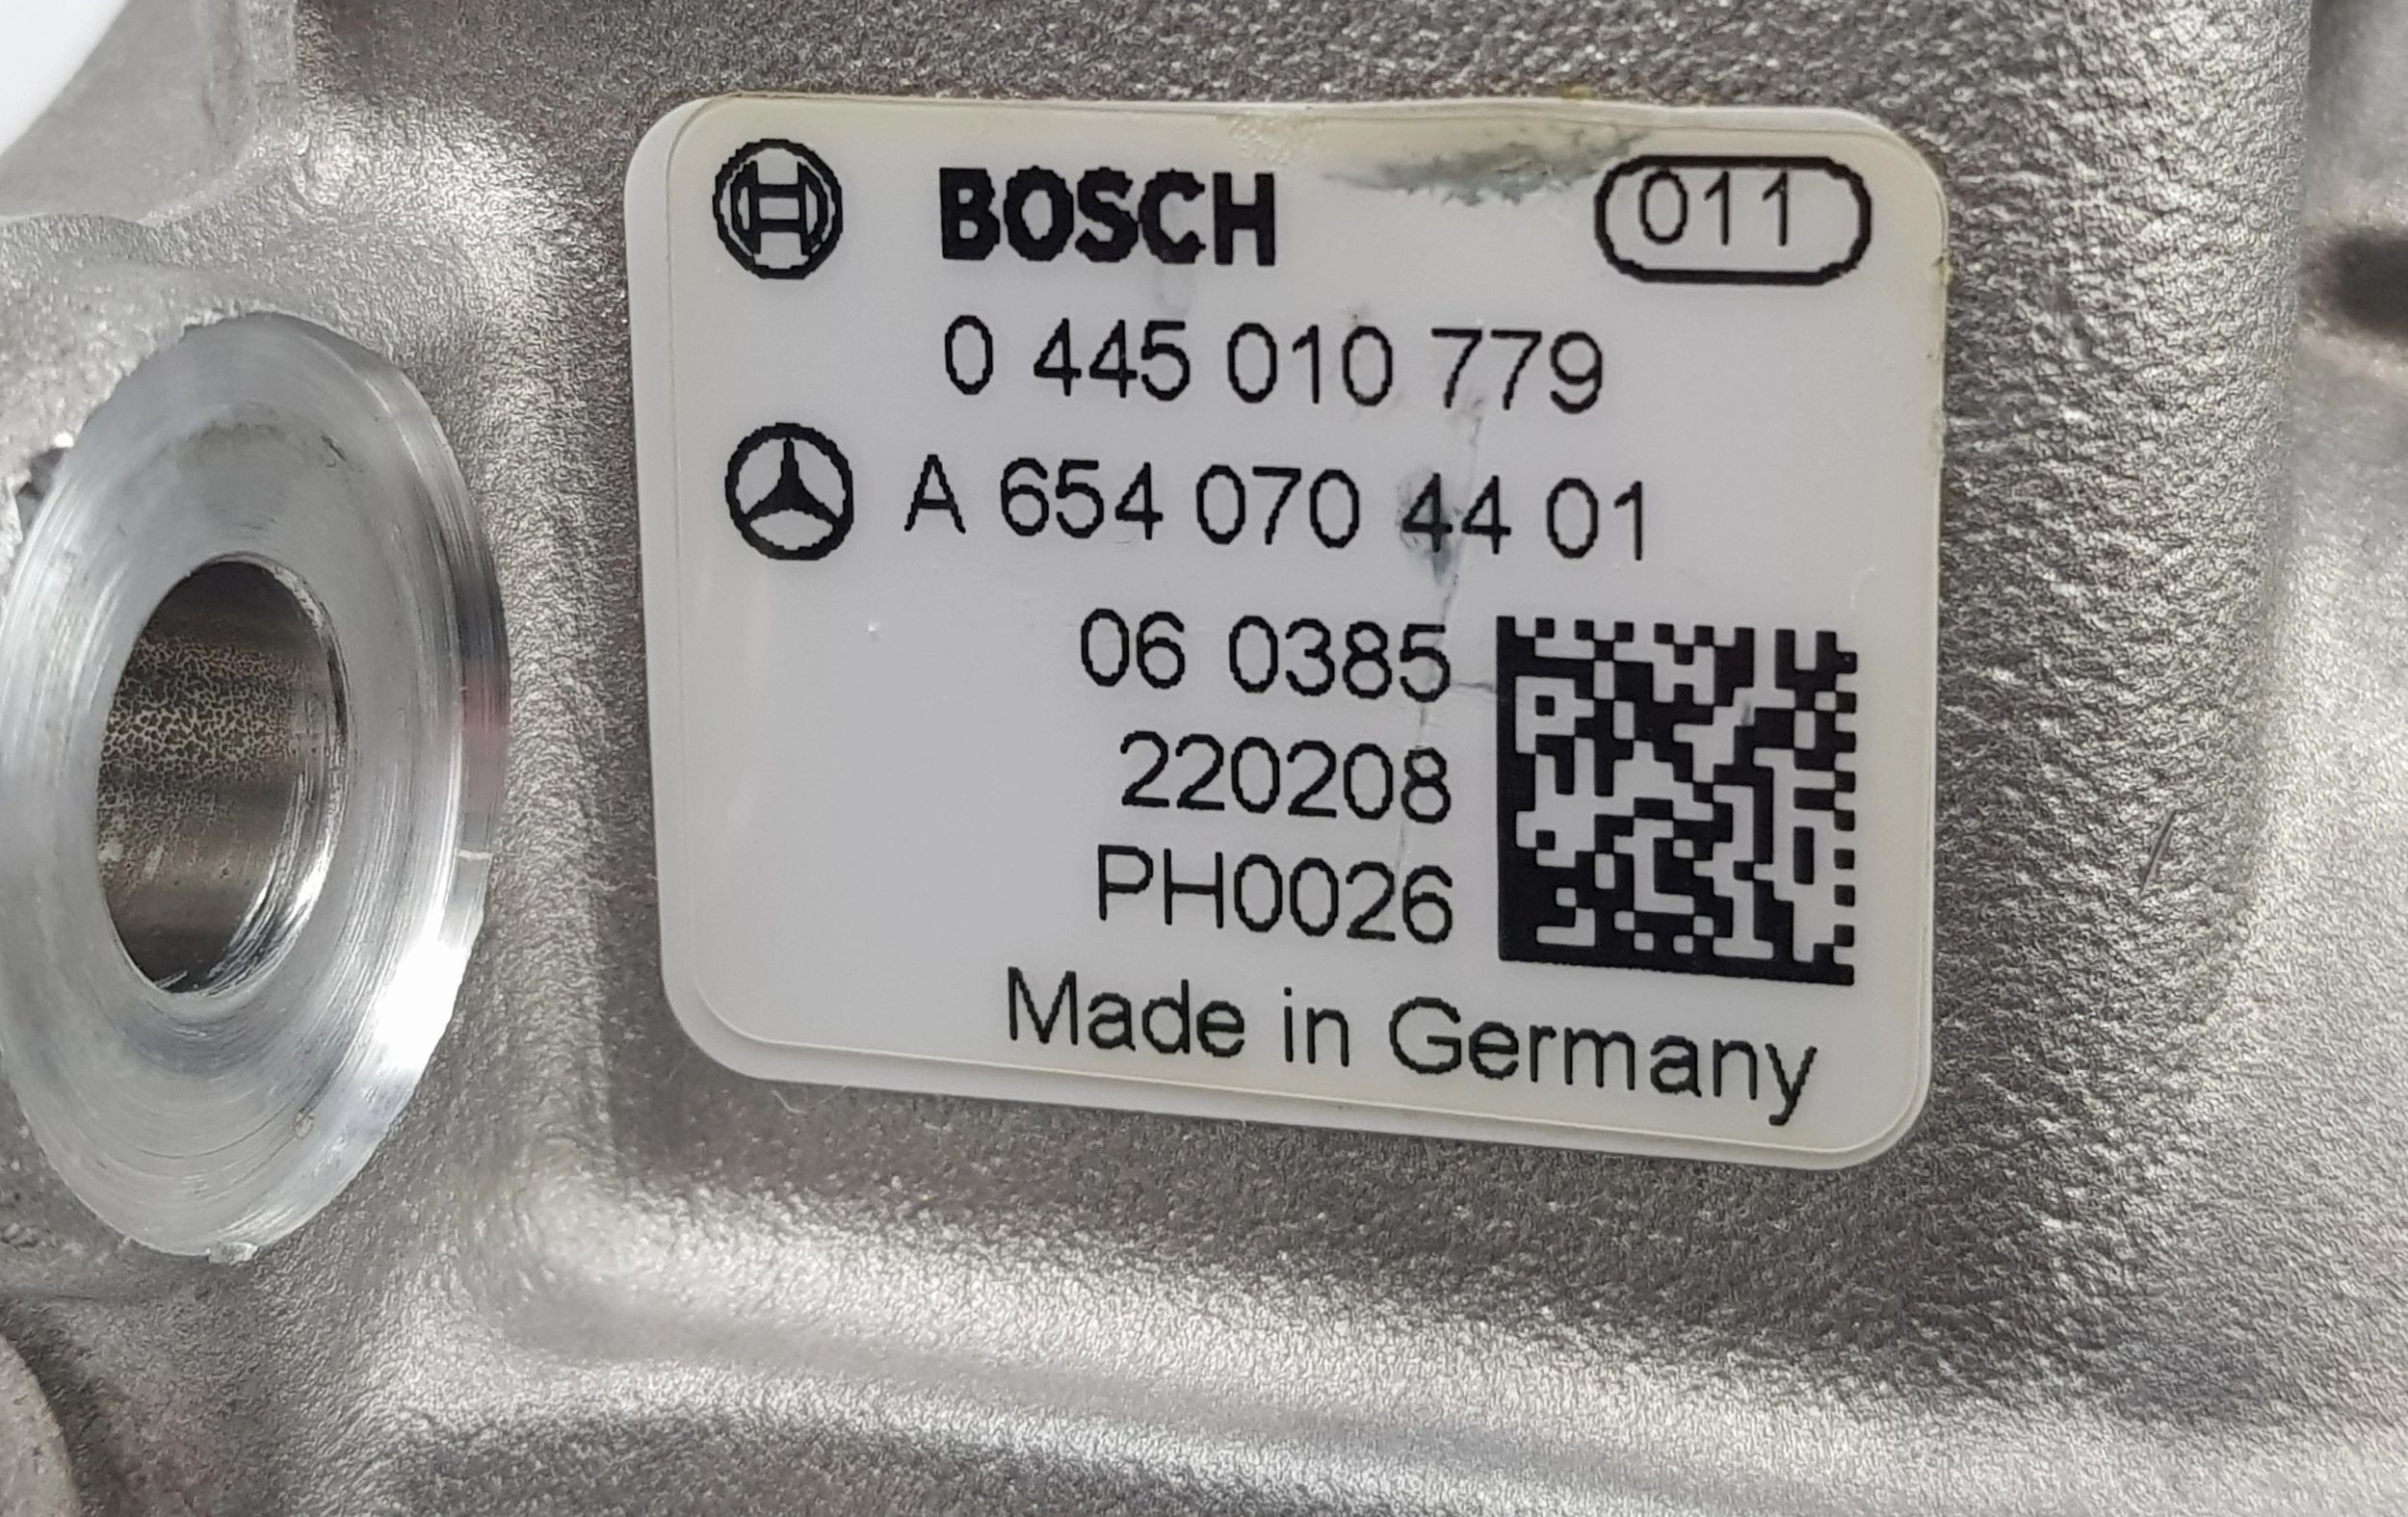 BOSCH 011
0 445 010 779
A 654 070 44 01
06 0385
220208
PH0026
Made in Germany